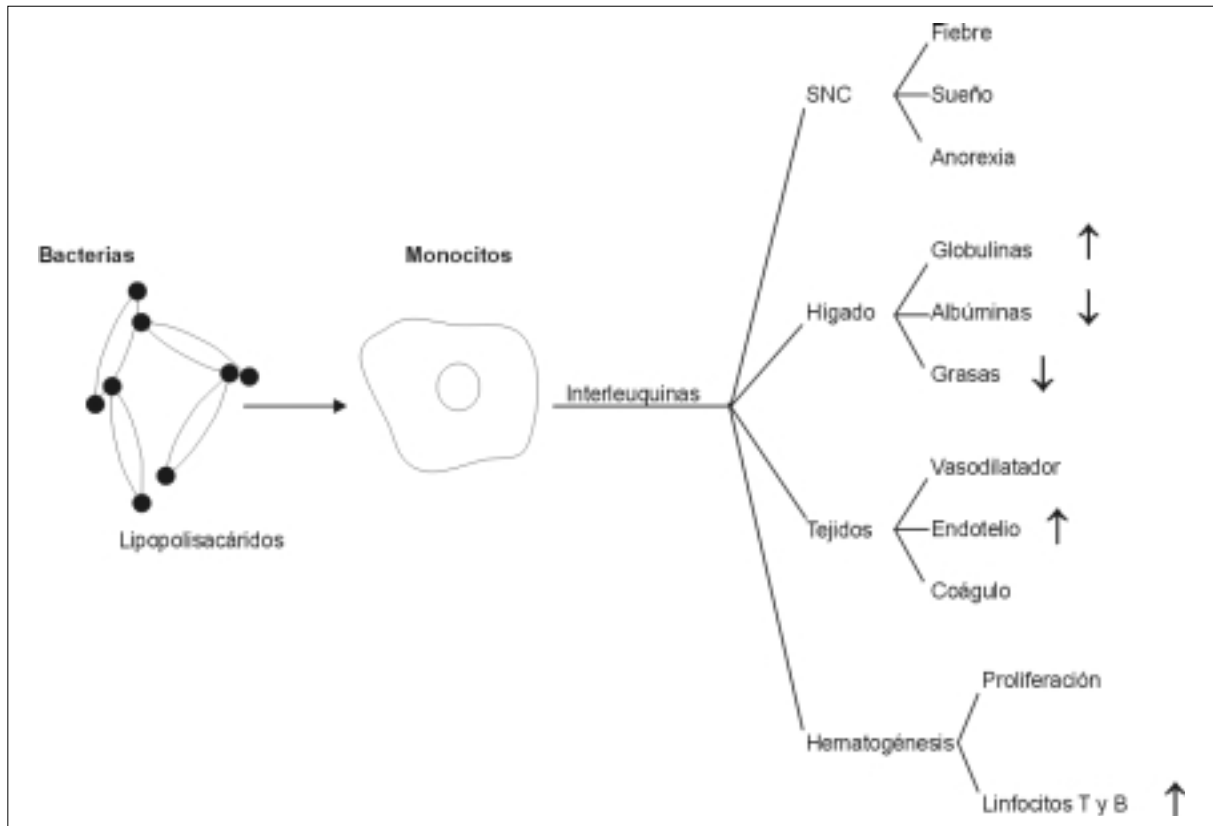 Bacterias
Lipopolisacáridos
Monocitos
Interleuquinas
SNC
Fiebre
Sueño
Anorexia
Hígado
Globulinas ↑
Albúminas ↓
Grasas ↓
Tejidos
Vasodilatador
Endotelio ↑
Coágulo
Hematogénesis
Proliferación
Linfocitos T y B ↑